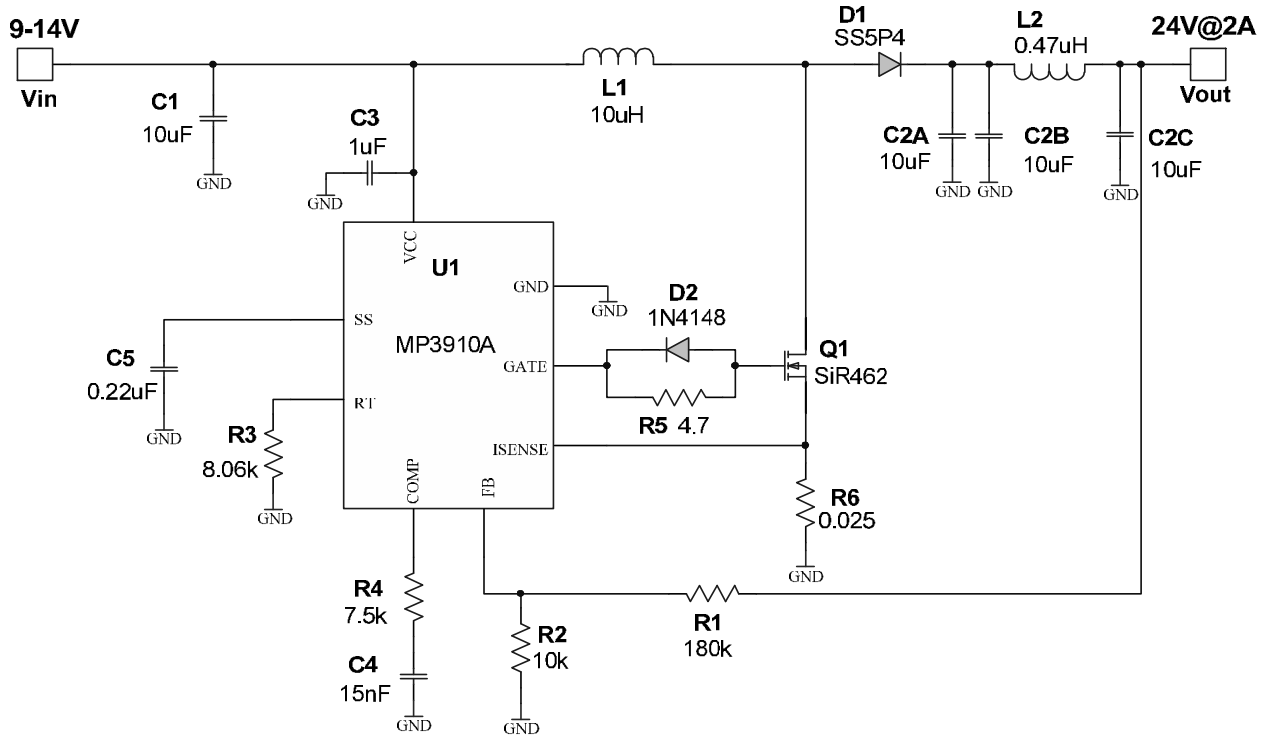 9-14V
Vin
C1
10uF
GND
C3
1uF
GND
L1
10uH
D1
SS5P4
L2
0.47uH
24V@2A
Vout
C2A
10uF
GND
GND
C2B
10uF
C2C
10uF
GND
VCC
U1
MP3910A
SS
RT
COMP
FB
GND
GATE
ISENSE
GND
C5
0.22uF
GND
R3
8.06k
GND
D2
1N4148
R5 4.7
Q1
SiR462
R6
0.025
GND
R4
7.5k
C4
15nF
GND
R2
10k
GND
R1
180k